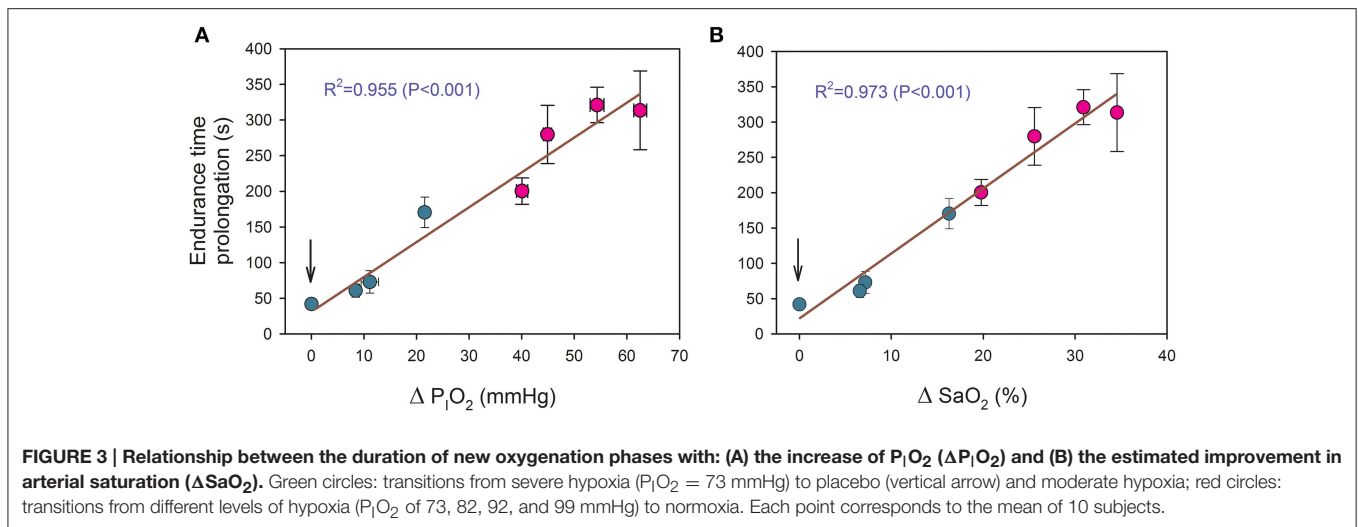 A
400
350
300
250
200
150
100
50
0
Endurance time
prolongation (s)
R²=0.955 (P<0.001)
0 10 20 30 40 50 60 70
Δ PIO2 (mmHg)
B
400
350
300
250
200
150
100
50
0
R²=0.973 (P<0.001)
0 10 20 30 40
Δ SaO2 (%)
FIGURE 3 | Relationship between the duration of new oxygenation phases with: (A) the increase of PIO2 (ΔPIO2) and (B) the estimated improvement in
arterial saturation (ΔSaO2). Green circles: transitions from severe hypoxia (PIO2 = 73 mmHg) to placebo (vertical arrow) and moderate hypoxia; red circles:
transitions from different levels of hypoxia (PIO2 of 73, 82, 92, and 99 mmHg) to normoxia. Each point corresponds to the mean of 10 subjects.